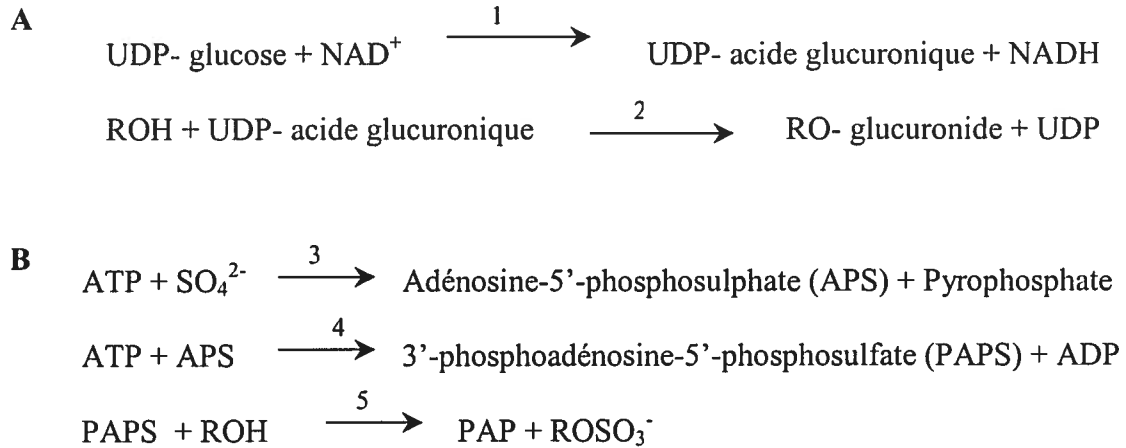 A
1
UDP- glucose + NAD⁺ → UDP- acide glucuronique + NADH
2
ROH + UDP- acide glucuronique → RO- glucuronide + UDP
B
3
ATP + SO₄²⁻ → Adénosine-5’-phosphosulphate (APS) + Pyrophosphate
4
ATP + APS → 3’-phosphoadénosine-5’-phosphosulfate (PAPS) + ADP
5
PAPS + ROH → PAP + ROSO₃⁻